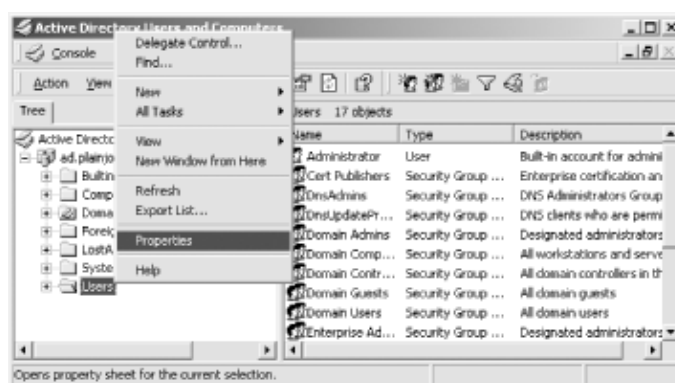 Active Directory Users and Computers
Console
Action View
Tree
Users 17 objects
Active Directo
ad.plainjo
Builtin
Comp
Doma
Foreig
LostA
Syste
Users
Delegate Control...
Find...
New
All Tasks
View
New Window from Here
Refresh
Export List...
Properties
Help
Name Type Description
Administrator User Built-in account for admini
Cert Publishers Security Group ... Enterprise certification an
DnsAdmins Security Group ... DNS Administrators Group
DnsUpdatePr... Security Group ... DNS clients who are permi
Domain Admins Security Group ... Designated administrators
Domain Comp... Security Group ... All workstations and serve
Domain Contr... Security Group ... All domain controllers in th
Domain Guests Security Group ... All domain guests
Domain Users Security Group ... All domain users
Enterprise Ad... Security Group ... Designated administrators
Opens property sheet for the current selection.